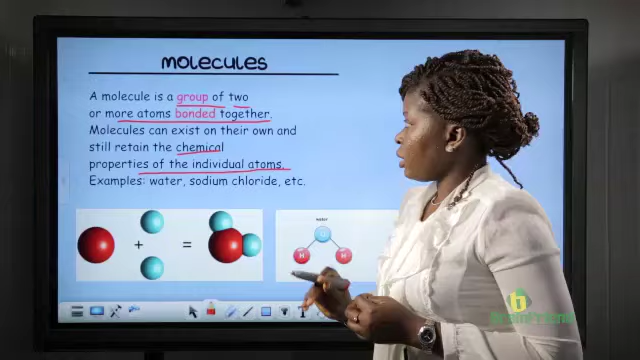 MOLECULES
A molecule is a group of two
or more atoms bonded together.
Molecules can exist on their own and
still retain the chemical
properties of the individual atoms.
Examples: water, sodium chloride, etc.
+ =
WATER
O
H H